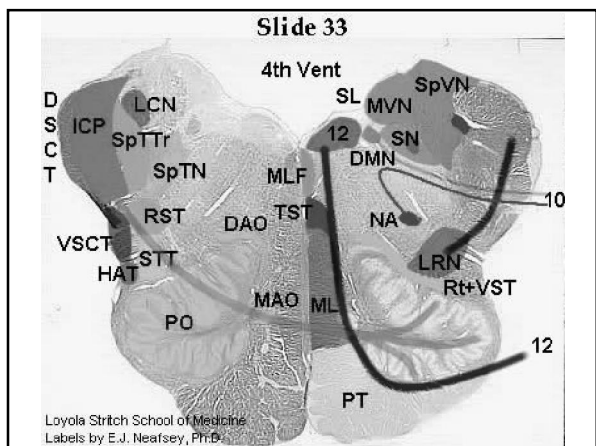 Slide 33
4th Vent
D
S
C
T
ICP
LCN
SpTTr
SpTN
RST
VSCT
STT
HAT
PO
DAO
MAO
MLF
TST
ML
PT
12
SL
MVN
SpVN
SN
DMN
NA
10
LRN
Rt+VST
12
Loyola Stritch School of Medicine
Labels by E.J. Neafsey, Ph.D.